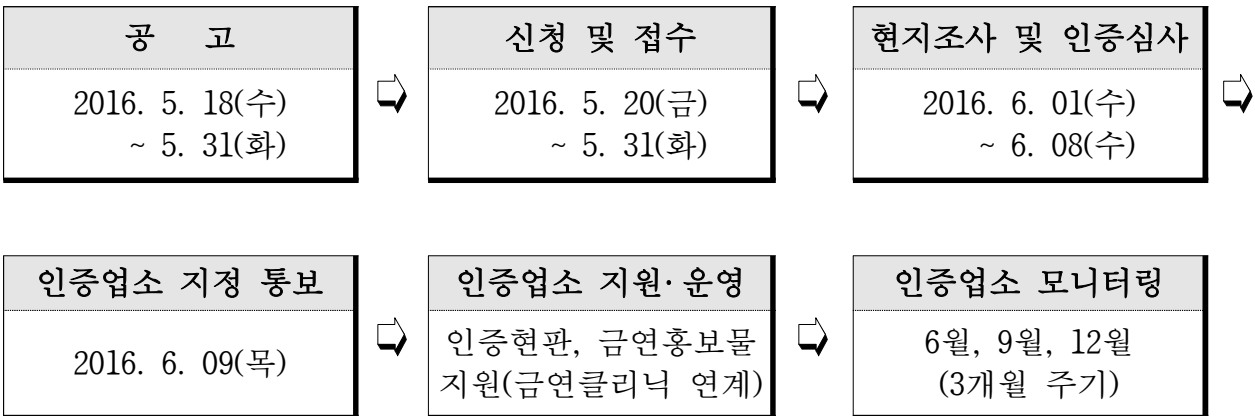 공 고
2016. 5. 18(수)
~ 5. 31(화)
신청 및 접수
2016. 5. 20(금)
~ 5. 31(화)
현지조사 및 인증심사
2016. 6. 01(수)
~ 6. 08(수)
인증업소 지정 통보
2016. 6. 09(목)
인증업소 지원·운영
인증현판, 금연홍보물
지원(금연클리닉 연계)
인증업소 모니터링
6월, 9월, 12월
(3개월 주기)